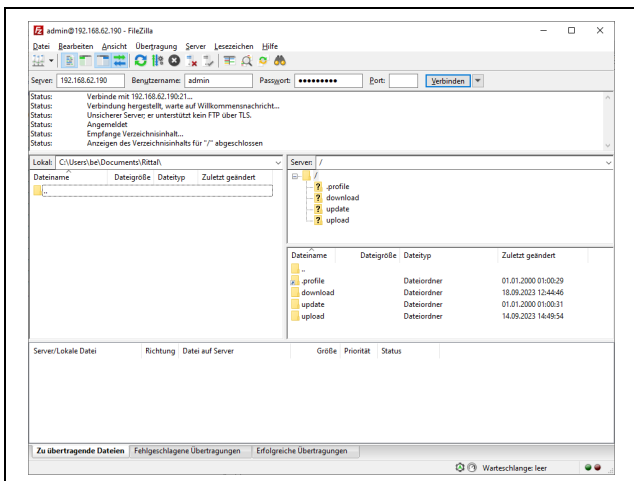 admin@192.168.62.190 - FileZilla
Datei Bearbeiten Ansicht Übertragung Server Lesezeichen Hilfe
Server: 192.168.62.190 Benutzername: admin Passwort: ●●●●●●●●● Port: Verbinden
Status: Verbinde mit 192.168.62.190:21...
Status: Verbindung hergestellt, warte auf Willkommensnachricht...
Status: Unsicherer Server; er unterstützt kein FTP über TLS.
Status: Angemeldet
Status: Empfange Verzeichnisinhalt...
Status: Anzeigen des Verzeichnisinhalts für "/" abgeschlossen
Lokal: C:\Users\be\Documents\Rittal\
Dateiname Dateigröße Dateityp Zuletzt geändert
..
Server: /
/
.profile
download
update
upload
Dateiname Dateigröße Dateityp Zuletzt geändert
..
.profile Dateiordner 01.01.2000 01:00:29
download Dateiordner 18.09.2023 12:44:46
update Dateiordner 01.01.2000 01:00:31
upload Dateiordner 14.09.2023 14:49:54
Server/Lokale Datei Richtung Datei auf Server Größe Priorität Status
Zu übertragende Dateien Fehlgeschlagene Übertragungen Erfolgreiche Übertragungen
Warteschlange: leer